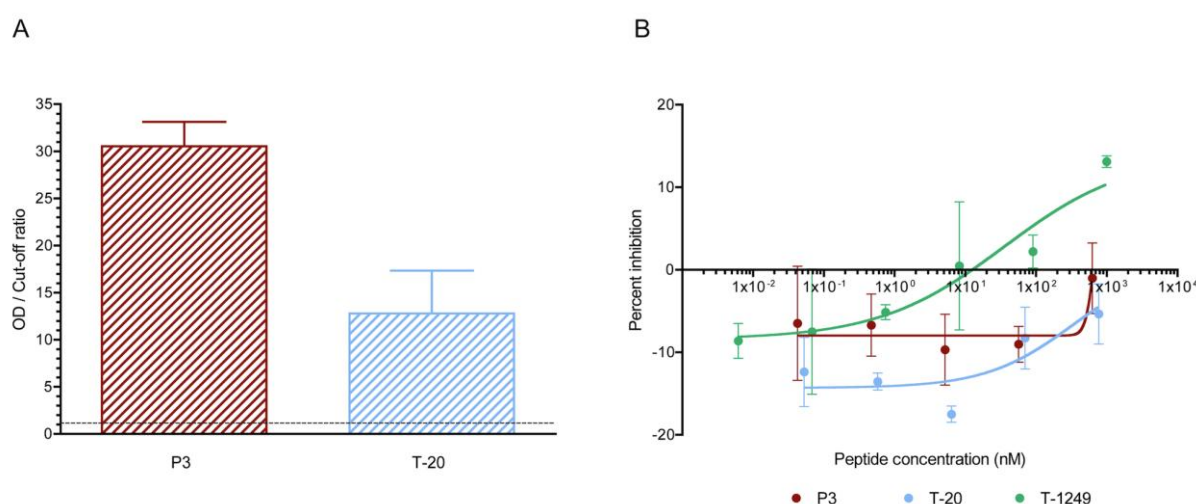 A
OD / Cut-off ratio
35
30
25
20
15
10
5
0
P3
T-20
B
Percent inhibition
20
10
0
-10
-20
1x10⁻²
1x10⁻¹
1x10⁰
1x10¹
1x10²
1x10³
1x10⁴
Peptide concentration (nM)
P3
T-20
T-1249